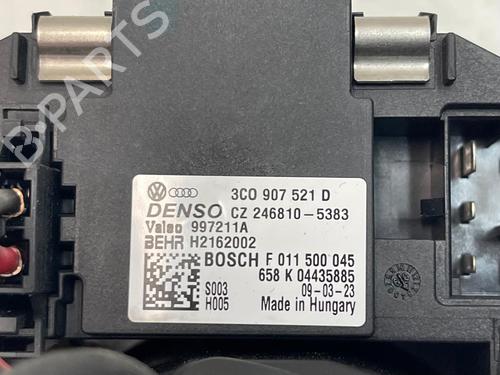 B-PARTS
3C0 907 521 D
DENSO CZ 246810-5383
Valeo 997211A
BEHR H2162002
BOSCH F 011 500 045
658 K 04435885
S003 09-03-23
H005 Made in Hungary